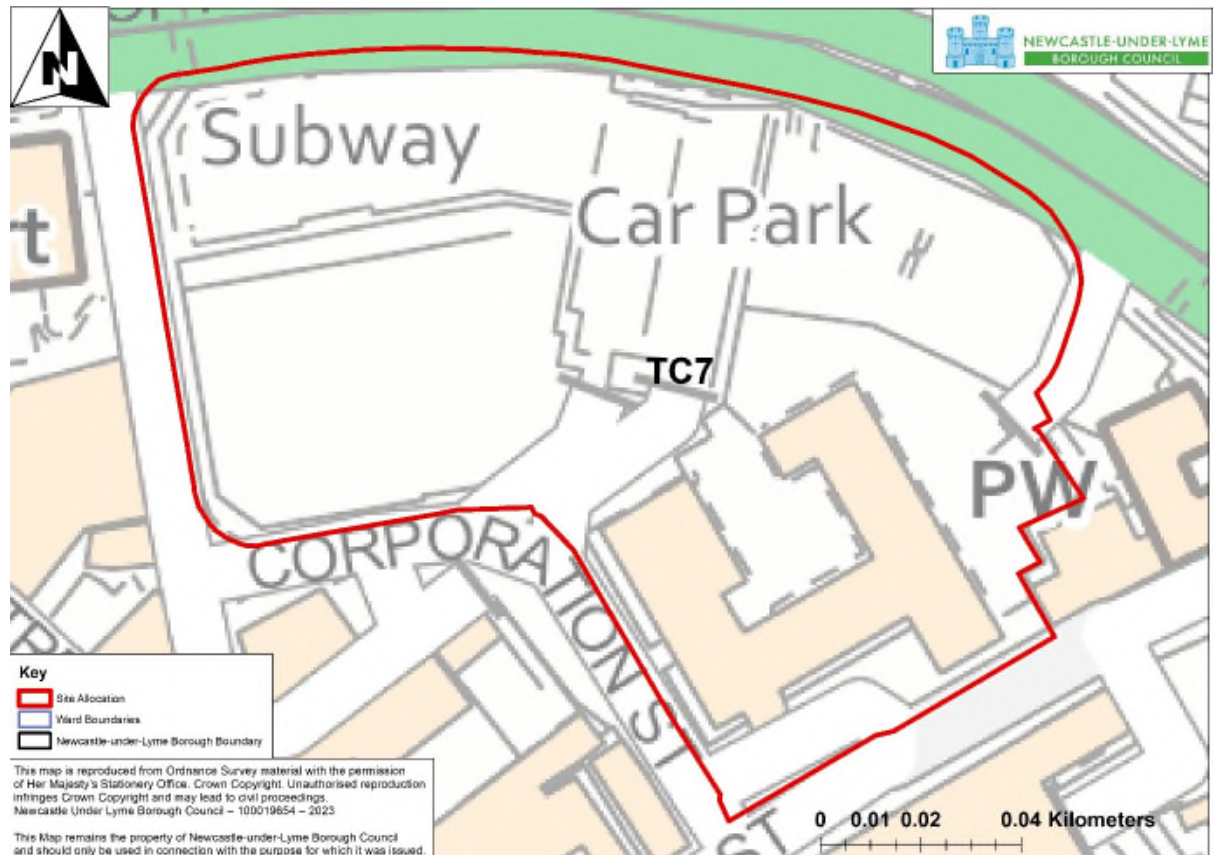 N
NEWCASTLE-UNDER-LYME
BOROUGH COUNCIL
Subway
Car Park
t
TC7
PW
CORPORATION ST
ST
Key
Site Allocation
Ward Boundaries
Newcastle-under-Lyme Borough Boundary
This map is reproduced from Ordnance Survey material with the permission
of Her Majesty's Stationery Office. Crown Copyright. Unauthorised reproduction
infringes Crown Copyright and may lead to civil proceedings.
Newcastle Under Lyme Borough Council – 100019654 – 2023
This Map remains the property of Newcastle-under-Lyme Borough Council
and should only be used in connection with the purpose for which it was issued.
0 0.01 0.02 0.04 Kilometers